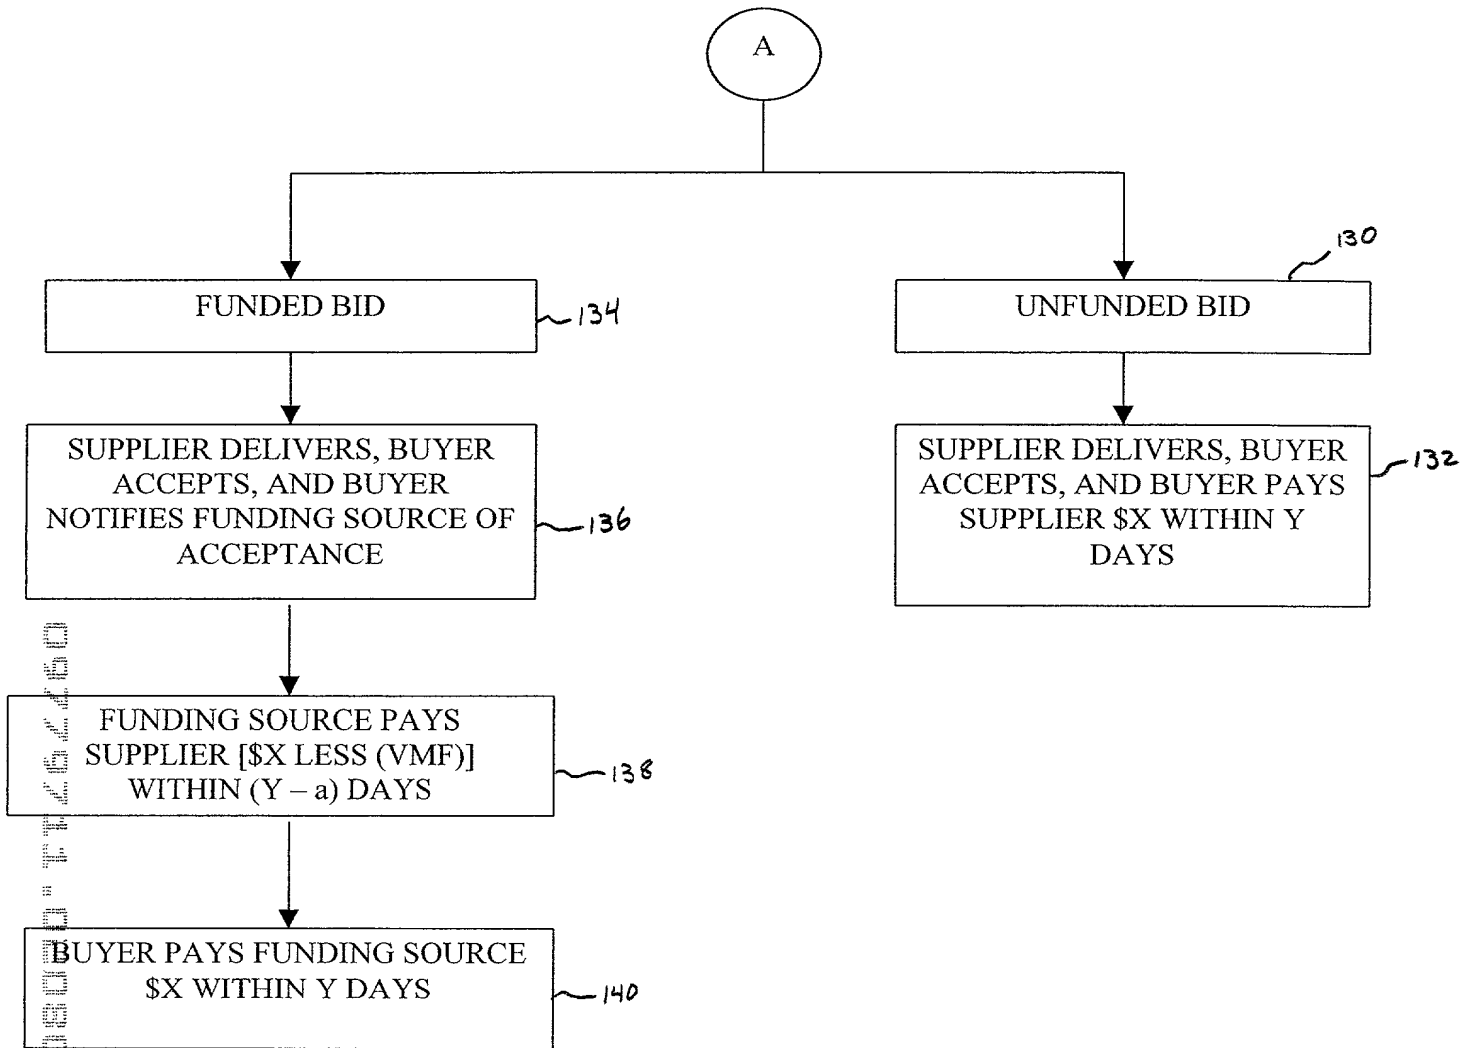 A
130
FUNDED BID
134
UNFUNDED BID
SUPPLIER DELIVERS, BUYER
ACCEPTS, AND BUYER
NOTIFIES FUNDING SOURCE OF
ACCEPTANCE
136
SUPPLIER DELIVERS, BUYER
ACCEPTS, AND BUYER PAYS
SUPPLIER $X WITHIN Y
DAYS
132
FUNDING SOURCE PAYS
SUPPLIER [$X LESS (VMF)]
WITHIN (Y – a) DAYS
138
BUYER PAYS FUNDING SOURCE
$X WITHIN Y DAYS
140